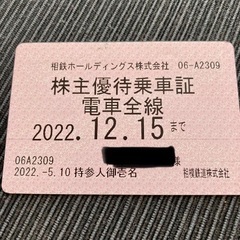 相鉄ホールディングス株式会社 06-A2309
株主優待乗車証
電車全線
2022.12.15まで
様
06A2309
2022.-5.10 持参人御壱名 相模鉄道株式会社